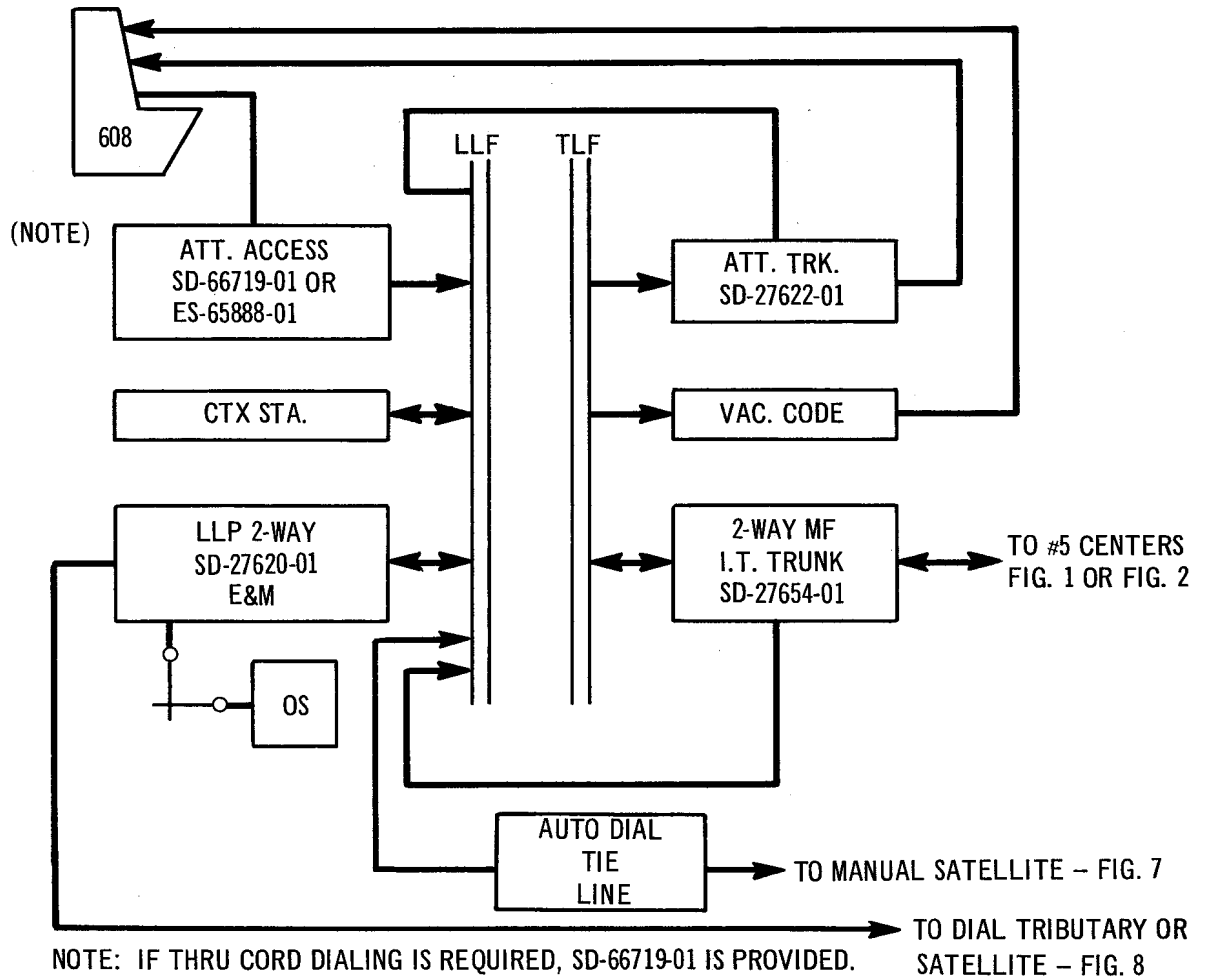 608
LLF
TLF
(NOTE)
ATT. ACCESS
SD-66719-01 OR
ES-65888-01
ATT. TRK.
SD-27622-01
CTX STA.
VAC. CODE
LLP 2-WAY
SD-27620-01
E&M
2-WAY MF
I.T. TRUNK
SD-27654-01
TO #5 CENTERS
FIG. 1 OR FIG. 2
OS
AUTO DIAL
TIE
LINE
TO MANUAL SATELLITE – FIG. 7
TO DIAL TRIBUTARY OR
SATELLITE – FIG. 8
NOTE: IF THRU CORD DIALING IS REQUIRED, SD-66719-01 IS PROVIDED.